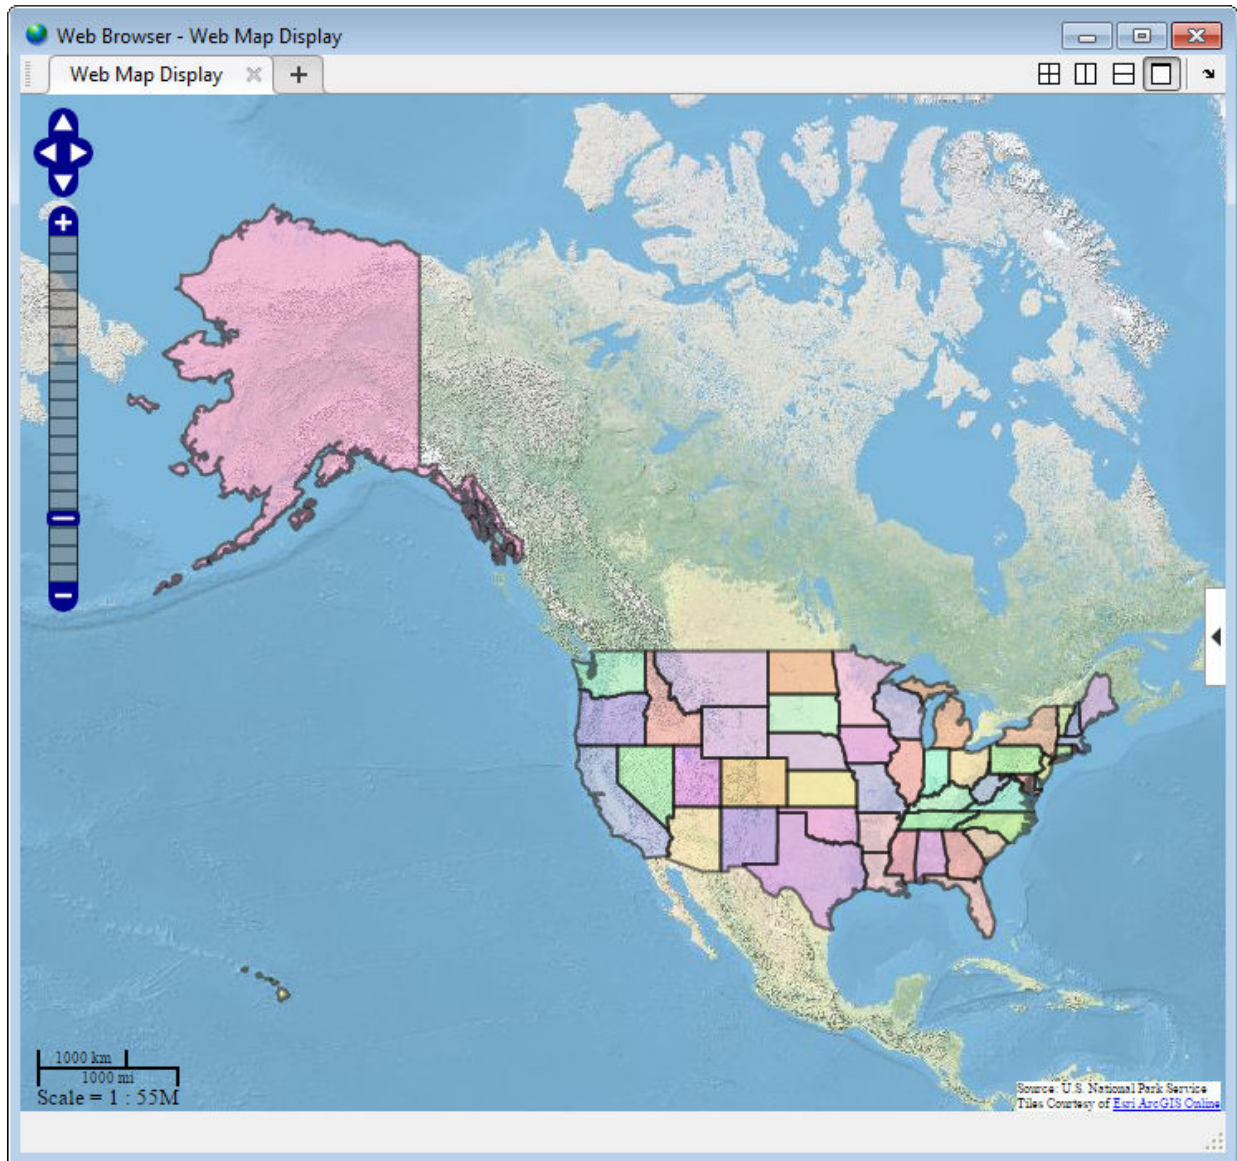 Web Browser - Web Map Display
Web Map Display
1000 km
1000 mi
Scale = 1 : 55M
Source: U.S. National Park Service
Tiles Courtesy of Esri ArcGIS Online